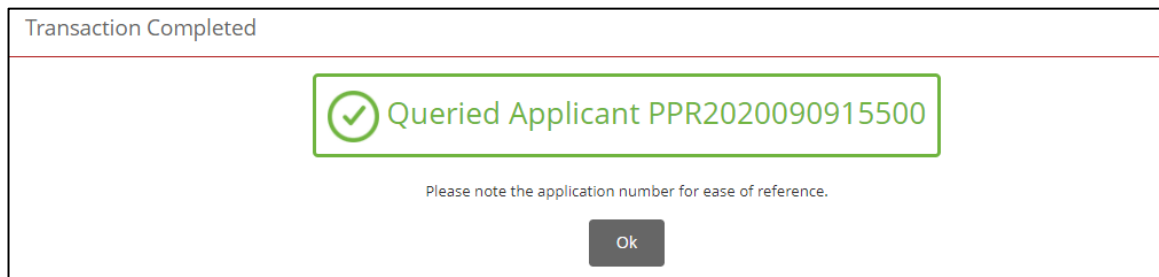 Transaction Completed
Queried Applicant PPR2020090915500
Please note the application number for ease of reference.
Ok